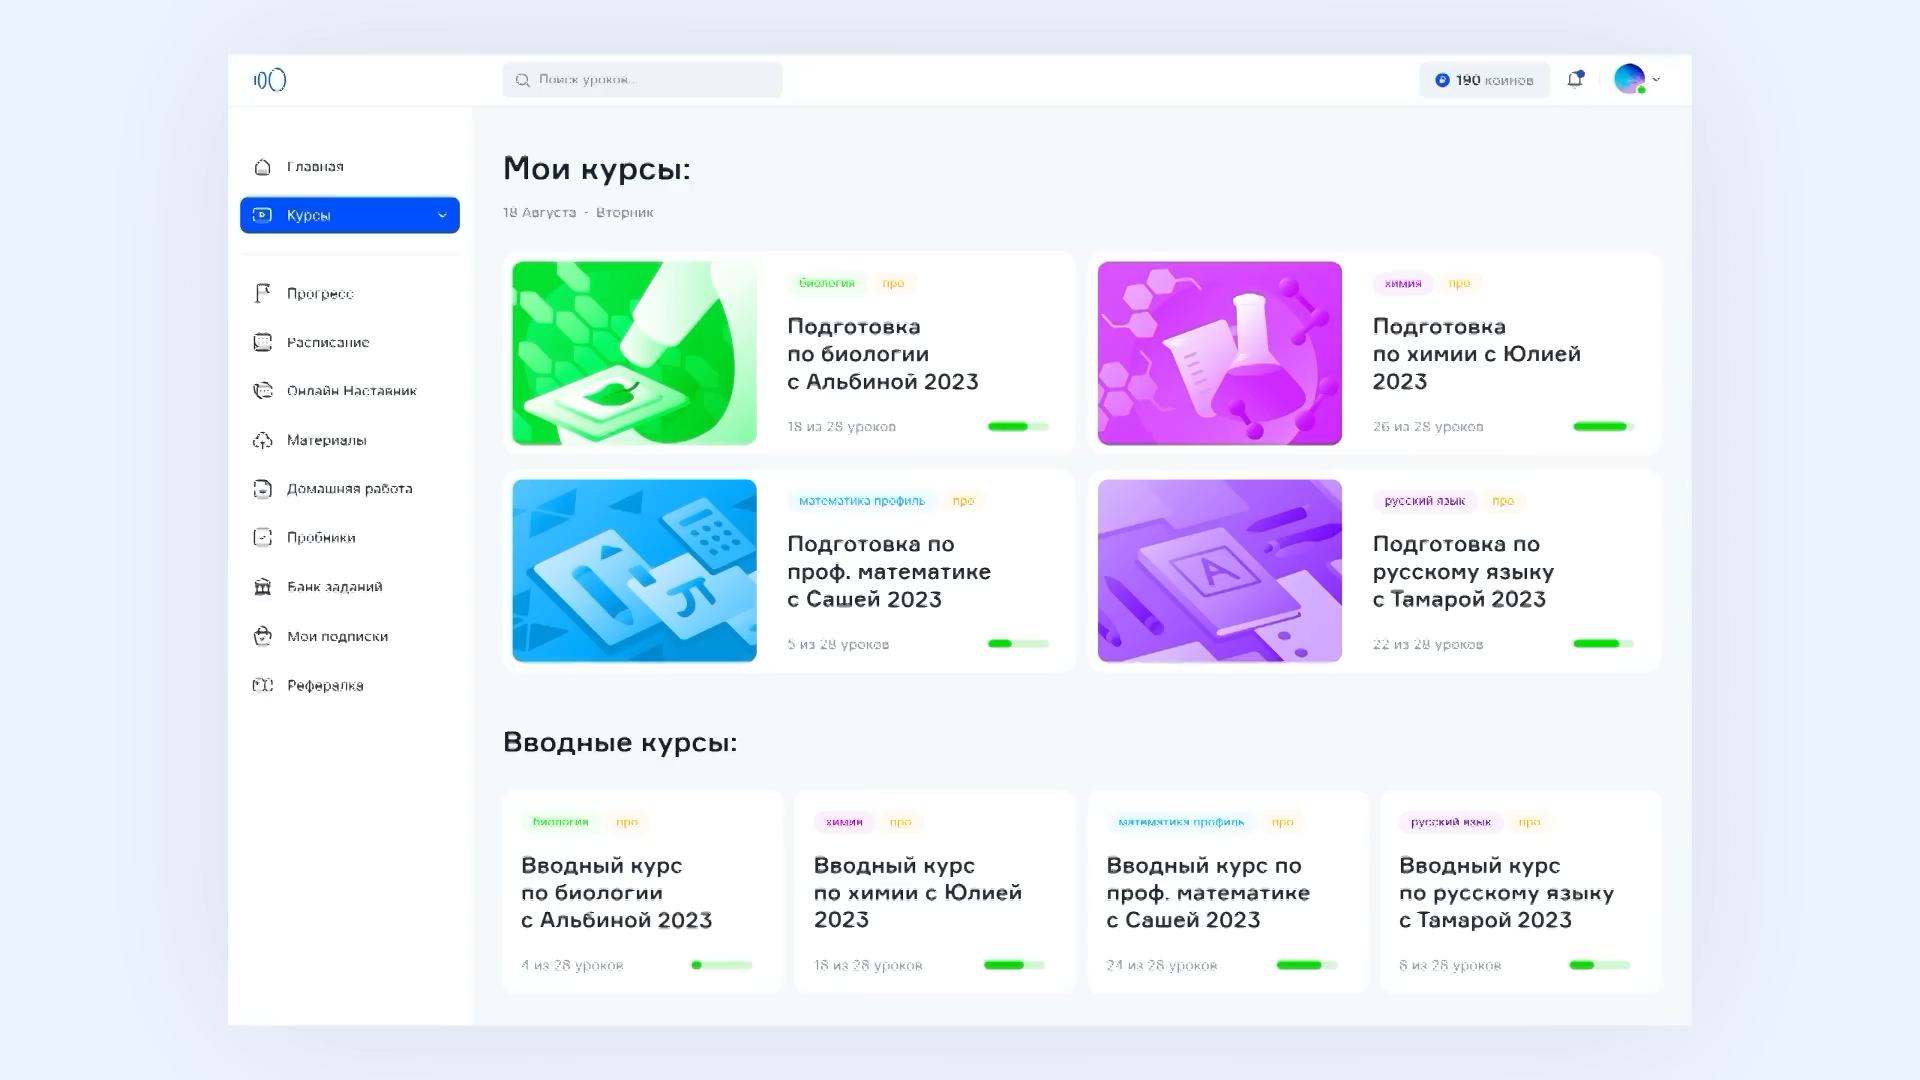 Поиск уроков...
190 коинов
Главная
Курсы
Прогресс
Расписание
Онлайн Наставник
Материалы
Домашняя работа
Пробники
Банк заданий
Мои подписки
Рефералка
Мои курсы:
18 Августа - Вторник
биология про
Подготовка
по биологии
с Альбиной 2023
18 из 28 уроков
химия про
Подготовка
по химии с Юлией
2023
26 из 28 уроков
математика профиль про
Подготовка по
проф. математике
с Сашей 2023
5 из 28 уроков
русский язык про
Подготовка по
русскому языку
с Тамарой 2023
22 из 28 уроков
Вводные курсы:
биология про
Вводный курс
по биологии
с Альбиной 2023
4 из 28 уроков
химия про
Вводный курс
по химии с Юлией
2023
18 из 28 уроков
математика профиль про
Вводный курс по
проф. математике
с Сашей 2023
24 из 28 уроков
русский язык про
Вводный курс
по русскому языку
с Тамарой 2023
8 из 28 уроков